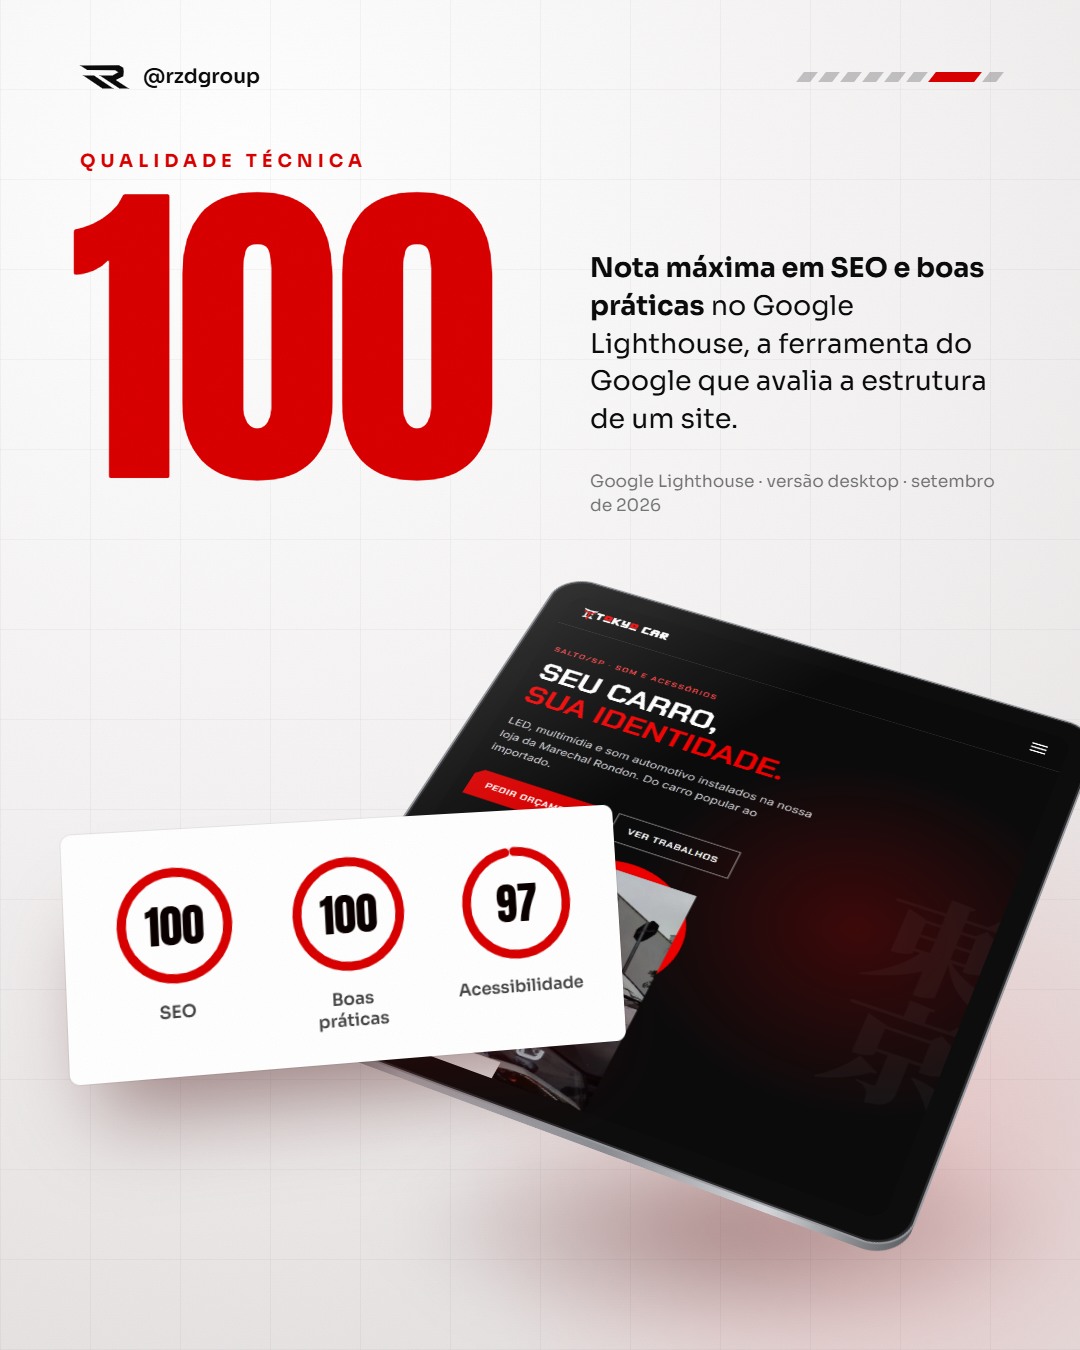 @rzdgroup
QUALIDADE TÉCNICA
100
Nota máxima em SEO e boas
práticas no Google
Lighthouse, a ferramenta do
Google que avalia a estrutura
de um site.
Google Lighthouse · versão desktop · setembro
de 2026
TOKYO CAR
SALTO/SP · SOM E ACESSÓRIOS
SEU CARRO,
SUA IDENTIDADE.
LED, multimídia e som automotivo instalados na nossa
loja da Marechal Rondon. Do carro popular ao
importado.
PEDIR
VER TRABALHOS
100
SEO
100
Boas
práticas
97
Acessibilidade
東
京